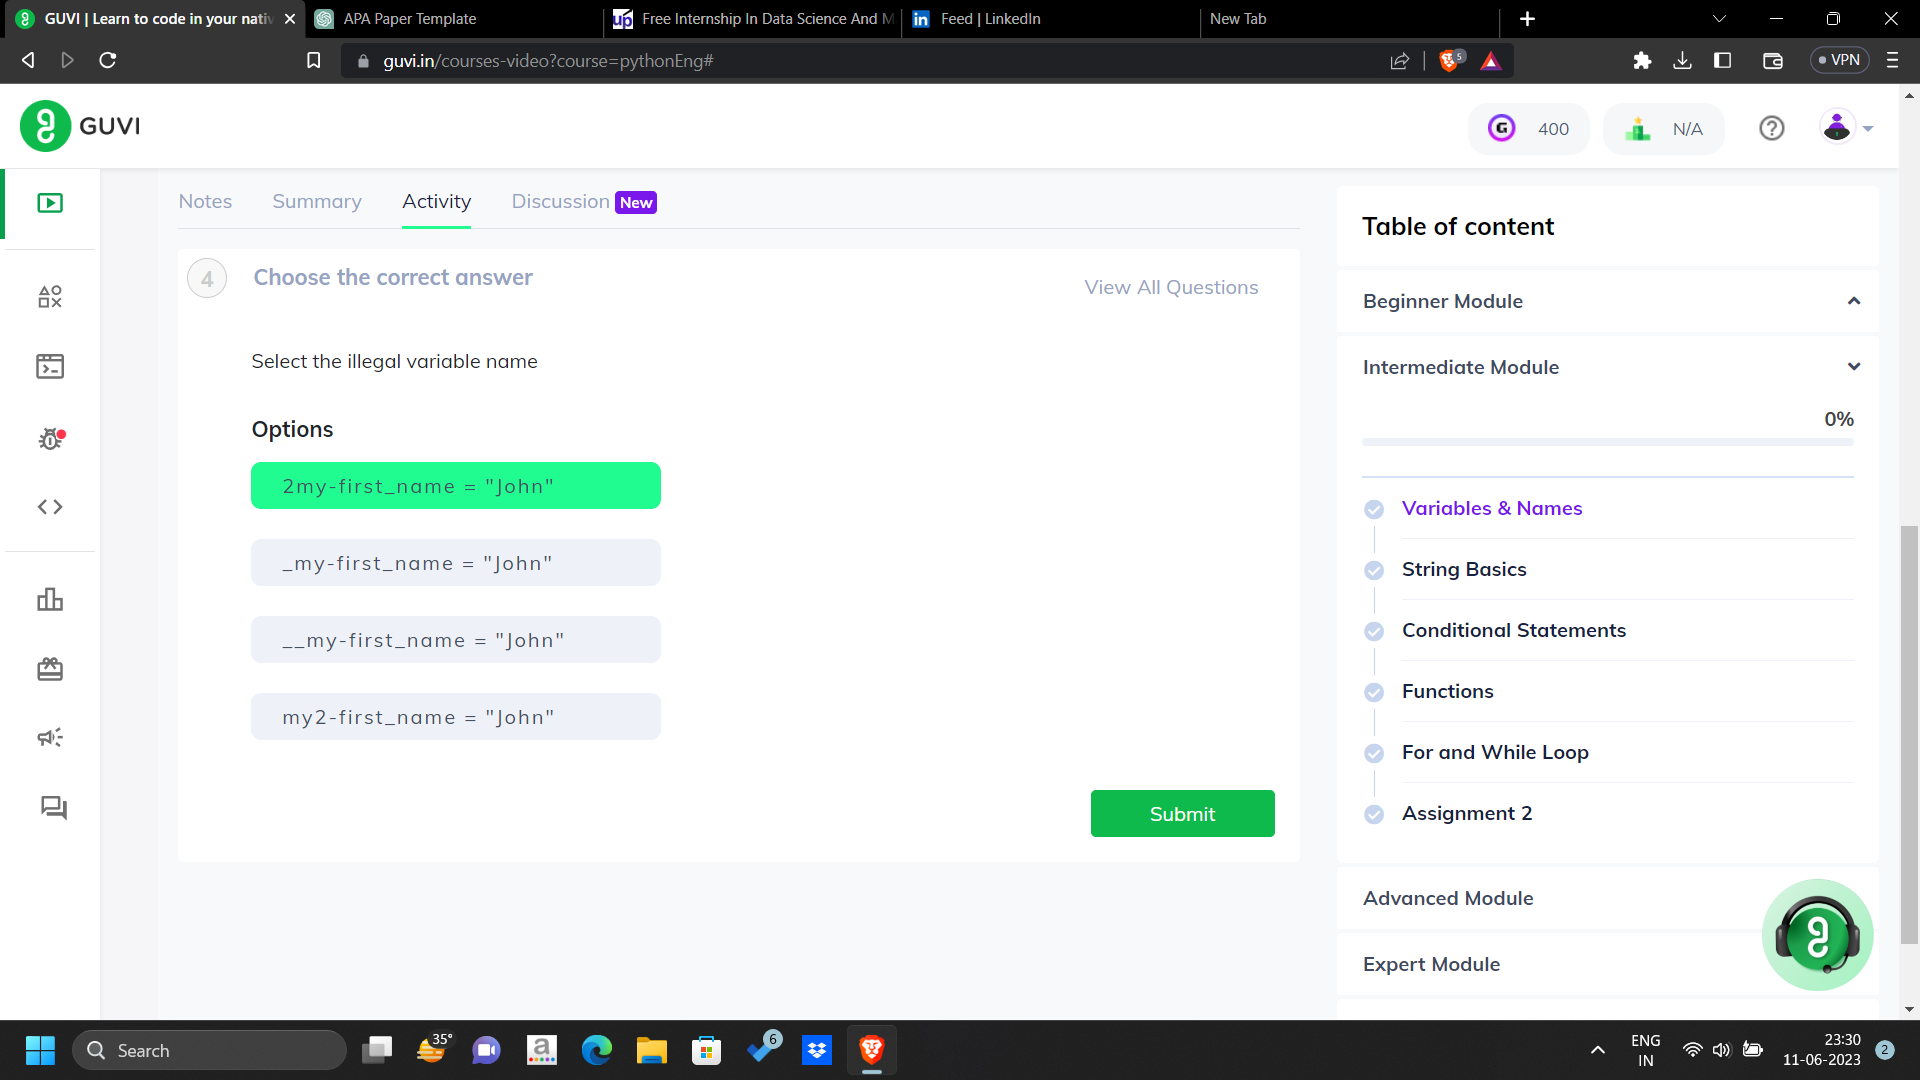 GUVI | Learn to code in your nativ
APA Paper Template
up Free Internship In Data Science And M
in Feed | LinkedIn
New Tab
guvi.in/courses-video?course=pythonEng#
5
VPN
GUVI
G 400
N/A
Notes
Summary
Activity
Discussion New
4
Choose the correct answer
View All Questions
Select the illegal variable name
Options
2my-first_name = "John"
_my-first_name = "John"
__my-first_name = "John"
my2-first_name = "John"
Submit
Table of content
Beginner Module
Intermediate Module
0%
Variables & Names
String Basics
Conditional Statements
Functions
For and While Loop
Assignment 2
Advanced Module
Expert Module
Search
35°
a
6
ENG
IN
23:30
11-06-2023
2